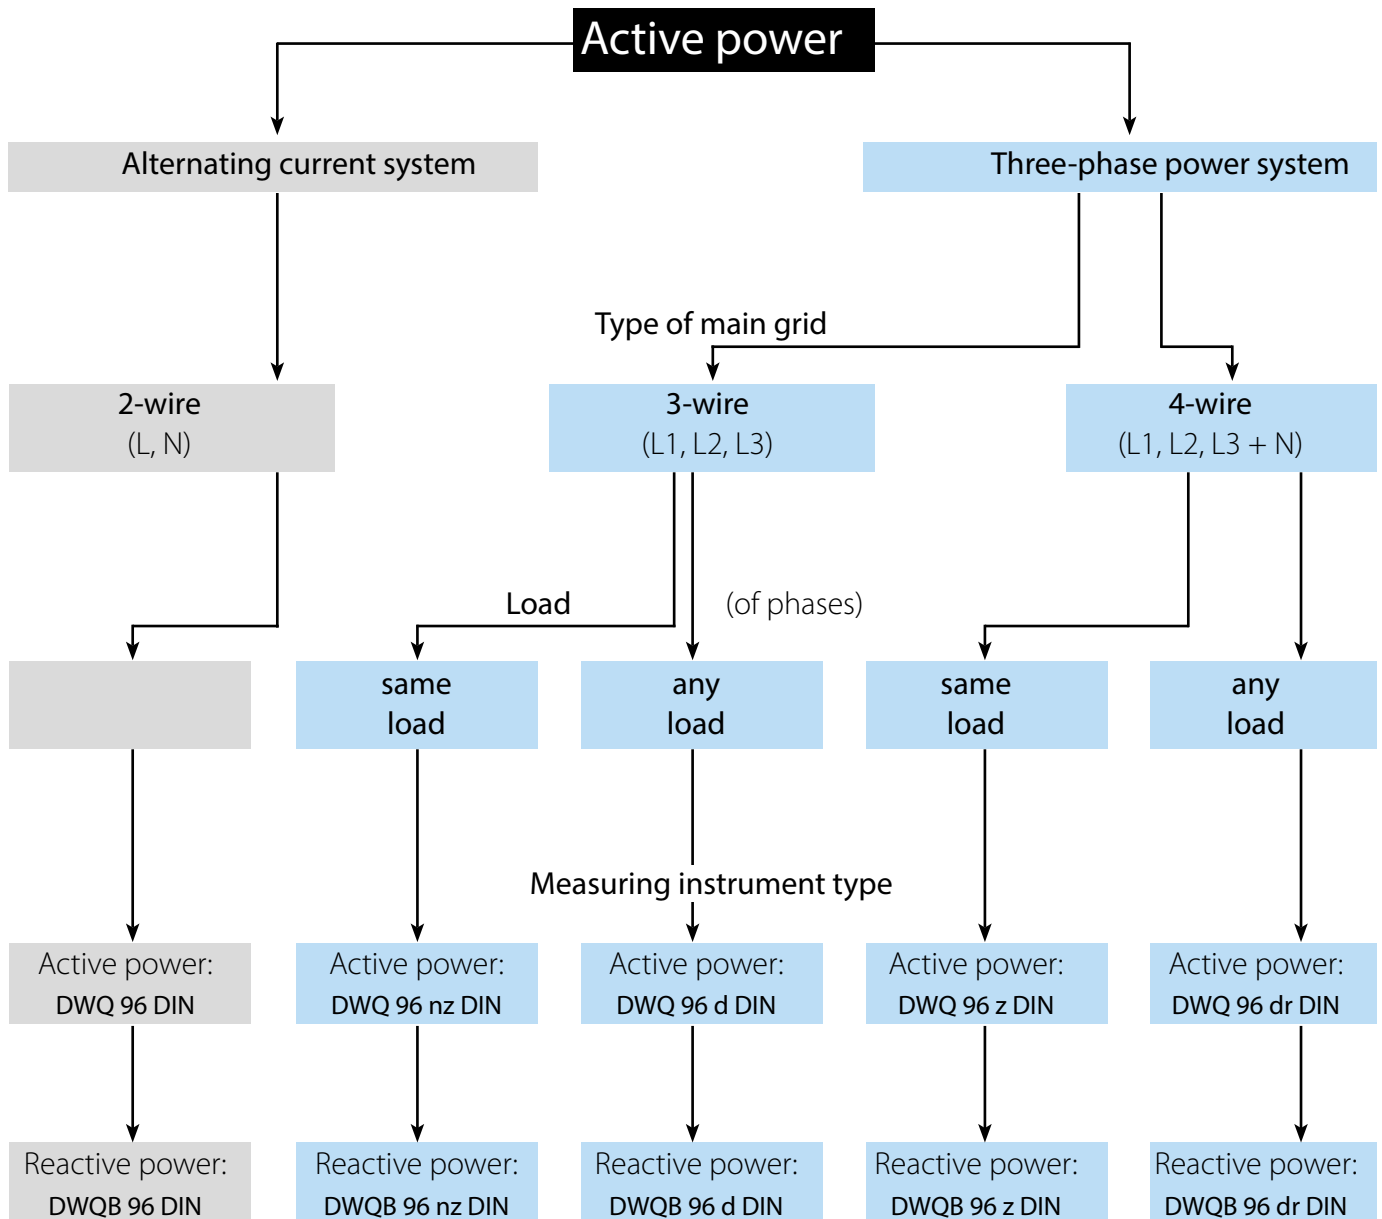 Active power
Alternating current system
Three-phase power system
Type of main grid
2-wire
(L, N)
3-wire
(L1, L2, L3)
4-wire
(L1, L2, L3 + N)
Load
(of phases)
same
load
any
load
same
load
any
load
Measuring instrument type
Active power:
DWQ 96 DIN
Active power:
DWQ 96 nz DIN
Active power:
DWQ 96 d DIN
Active power:
DWQ 96 z DIN
Active power:
DWQ 96 dr DIN
Reactive power:
DWQB 96 DIN
Reactive power:
DWQB 96 nz DIN
Reactive power:
DWQB 96 d DIN
Reactive power:
DWQB 96 z DIN
Reactive power:
DWQB 96 dr DIN